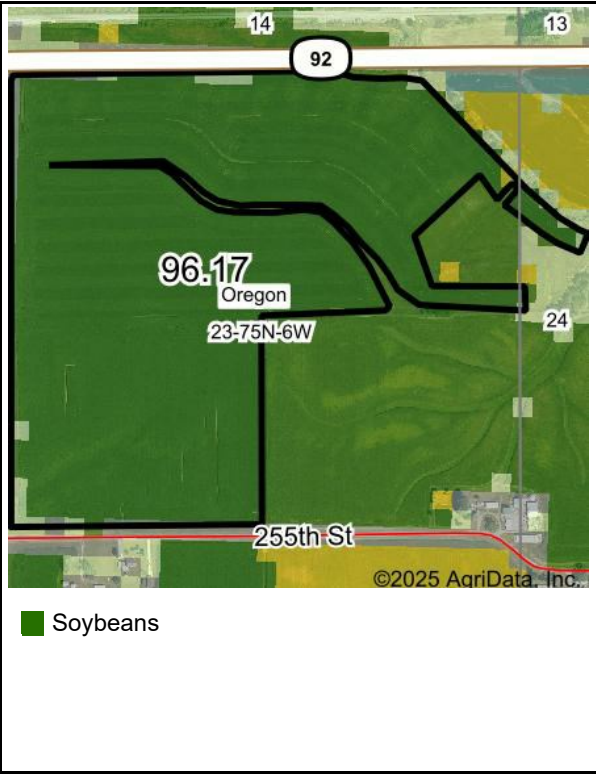 14
13
92
96.17
Oregon
23-75N-6W
24
255th St
©2025 AgriData, Inc.
Soybeans